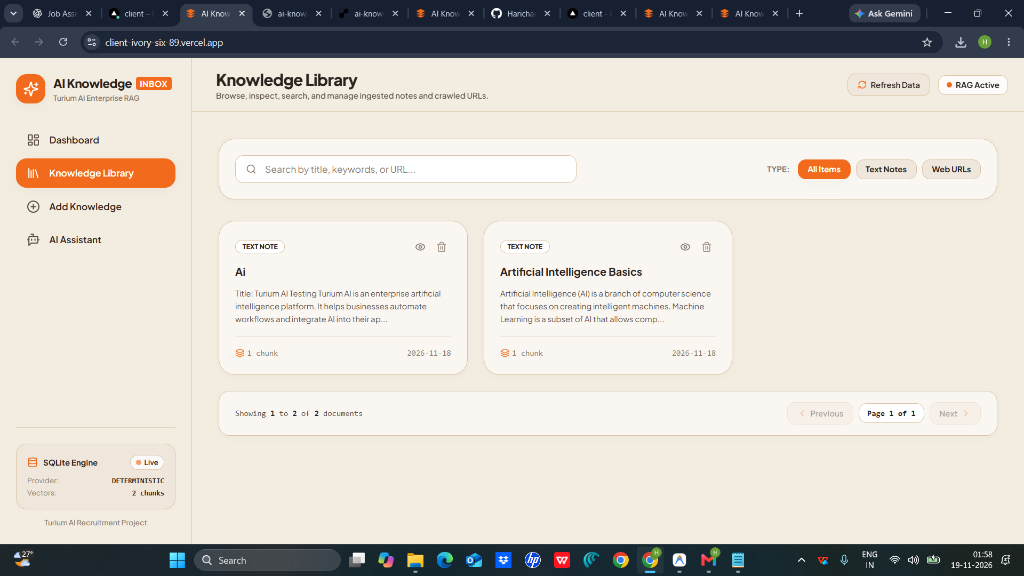 Job Ass
client –
AI Know
ai-know
ai-know
AI Know
Harichar
client -
AI Know
AI Know
Ask Gemini
client-ivory-six-89.vercel.app
H
AI Knowledge INBOX
Turium AI Enterprise RAG
Dashboard
Knowledge Library
Add Knowledge
AI Assistant
SQLite Engine
Live
Provider: DETERMINISTIC
Vectors: 2 chunks
Turium AI Recruitment Project
Knowledge Library
Browse, inspect, search, and manage ingested notes and crawled URLs.
Refresh Data
RAG Active
Search by title, keywords, or URL...
TYPE:
All Items
Text Notes
Web URLs
TEXT NOTE
Ai
Title: Turium AI Testing Turium AI is an enterprise artificial
intelligence platform. It helps businesses automate
workflows and integrate AI into their ap...
1 chunk
2026-11-18
TEXT NOTE
Artificial Intelligence Basics
Artificial Intelligence (AI) is a branch of computer science
that focuses on creating intelligent machines. Machine
Learning is a subset of AI that allows comp...
1 chunk
2026-11-18
Showing 1 to 2 of 2 documents
Previous
Page 1 of 1
Next
27°
Search
ENG
IN
01:58
19-11-2026